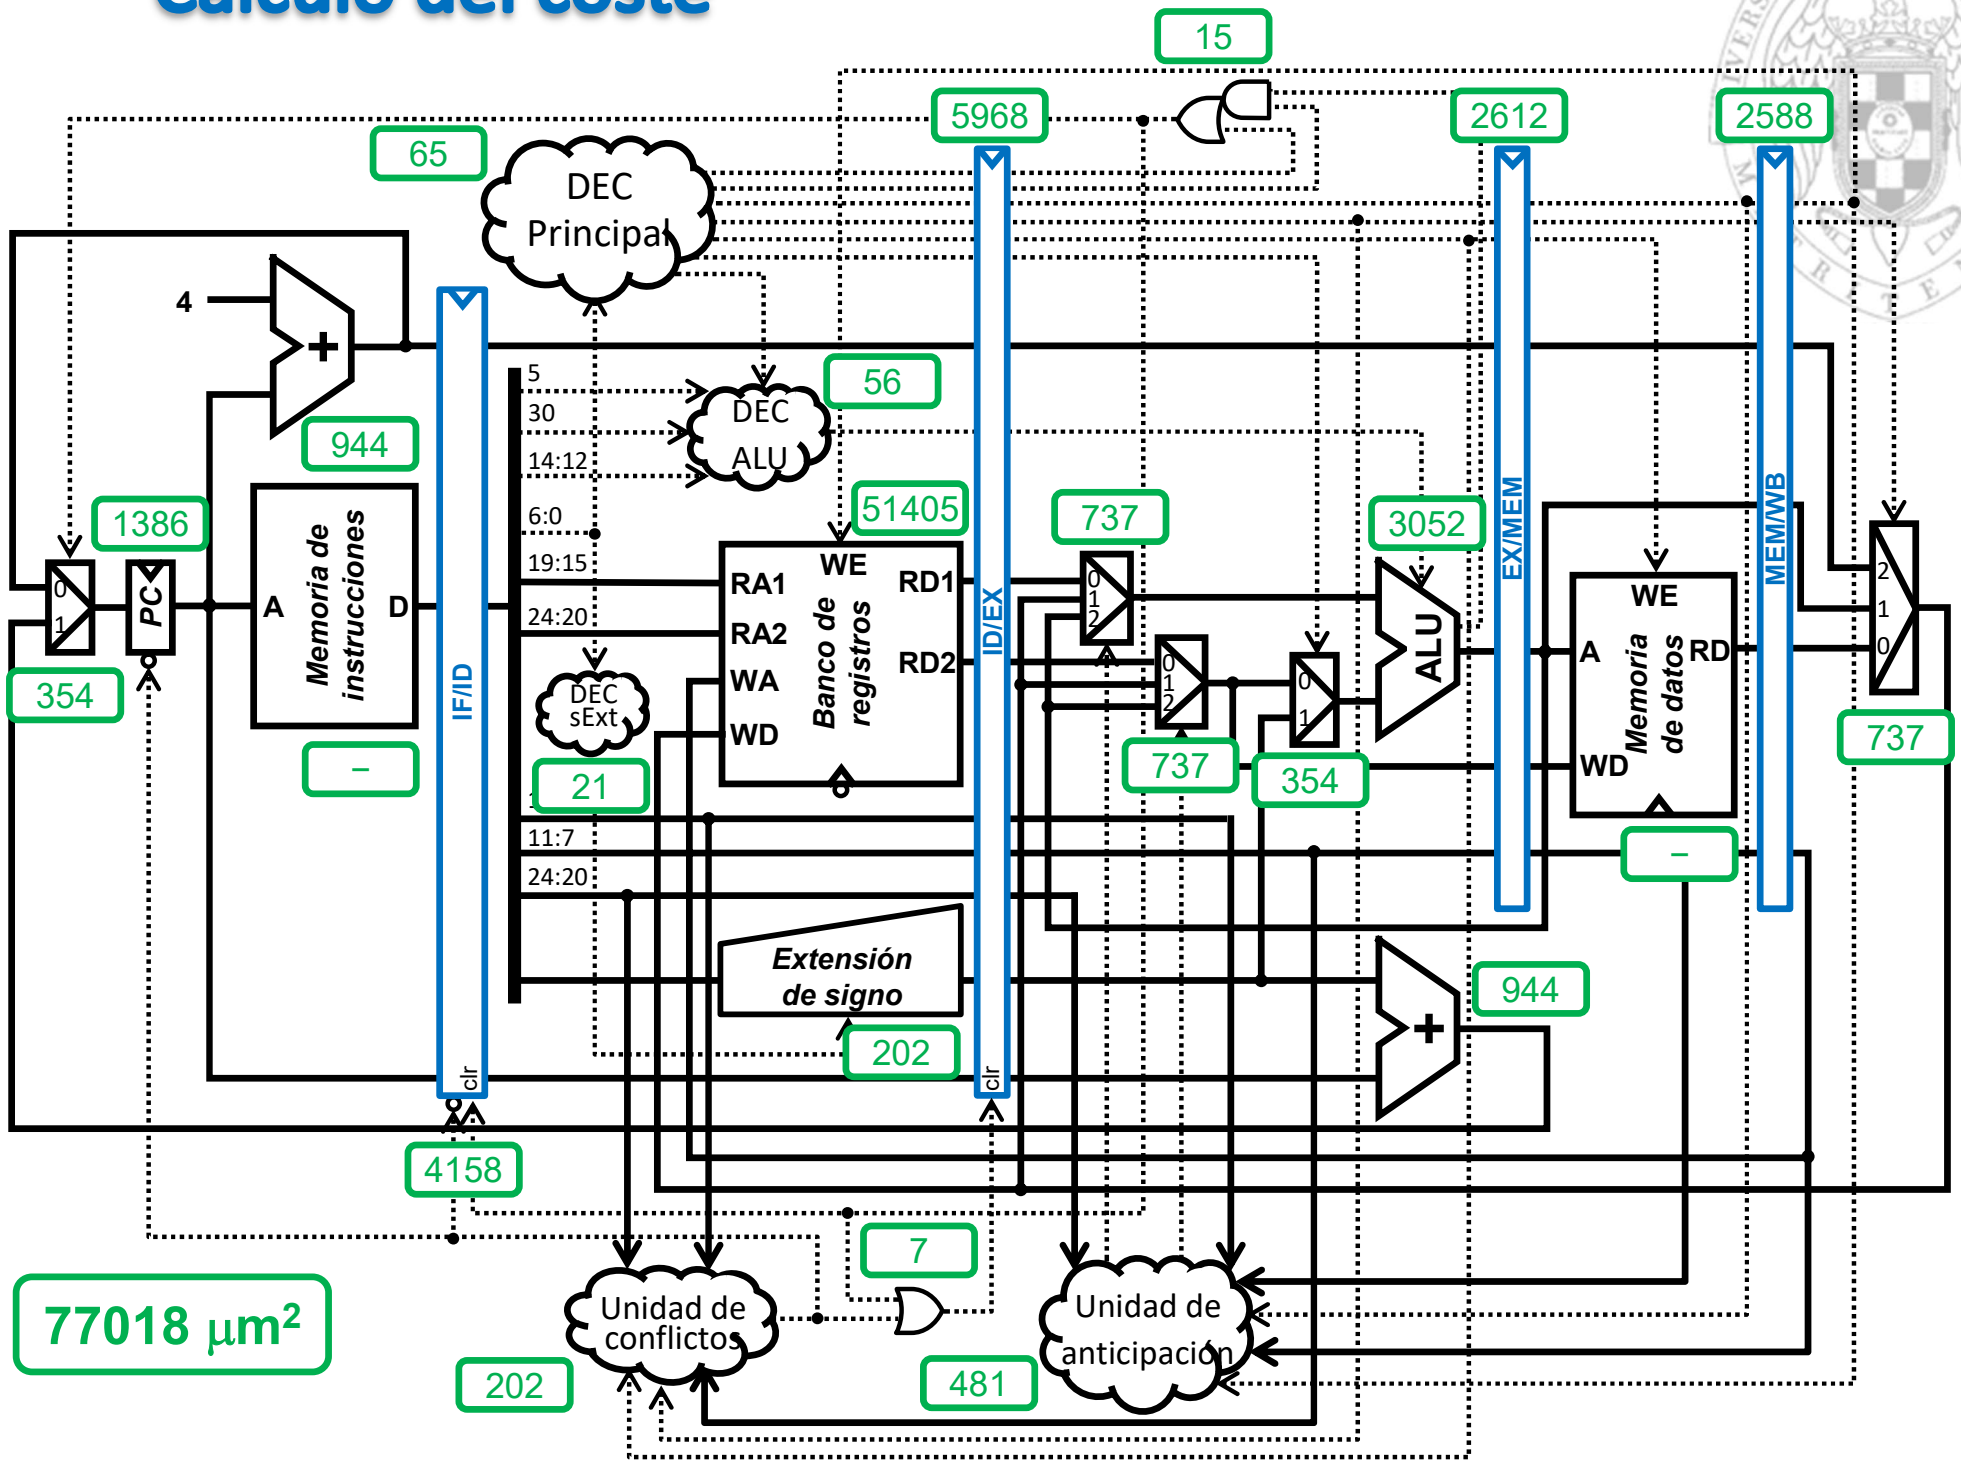 Cálculo del coste
15
5968
2612
2588
65
DEC
Principal
4
+
944
5
30
14:12
6:0
19:15
24:20
56
DEC
ALU
1386
51405
737
3052
0
1
354
PC
A
Memoria de
instrucciones
D
–
IF/ID
clr
DEC
sExt
21
RA1
RA2
WA
WD
WE
Banco de
registros
RD1
RD2
ID/EX
clr
0
1
2
0
1
2
737
0
1
354
ALU
EX/MEM
WE
A
WD
Memoria
de datos
RD
–
MEM/WB
2
1
0
737
11:7
24:20
Extensión
de signo
202
+
944
4158
7
Unidad de
conflictos
202
Unidad de
anticipación
481
77018 μm²